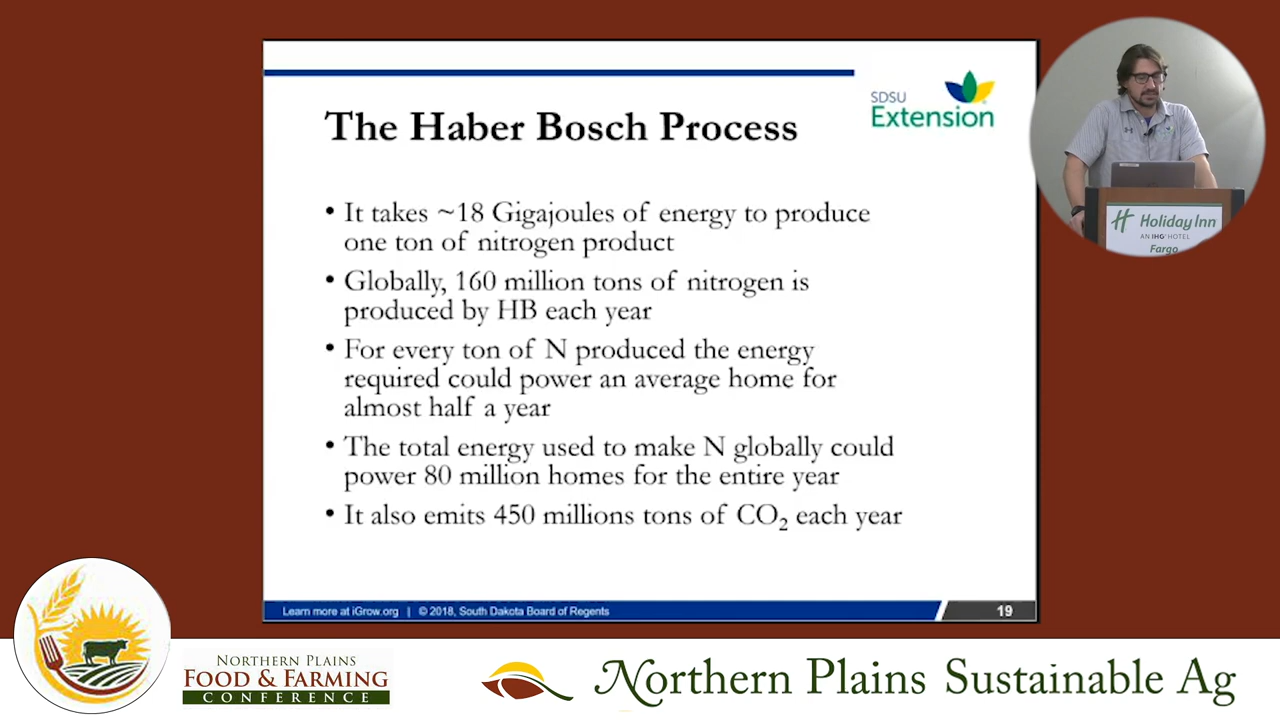 The Haber Bosch Process
SDSU
Extension
• It takes ~18 Gigajoules of energy to produce
one ton of nitrogen product
• Globally, 160 million tons of nitrogen is
produced by HB each year
• For every ton of N produced the energy
required could power an average home for
almost half a year
• The total energy used to make N globally could
power 80 million homes for the entire year
• It also emits 450 millions tons of CO₂ each year
Learn more at iGrow.org | © 2018, South Dakota Board of Regents
19
H Holiday Inn
AN IHG® HOTEL
Fargo
NORTHERN PLAINS
FOOD & FARMING
CONFERENCE
Northern Plains Sustainable Ag